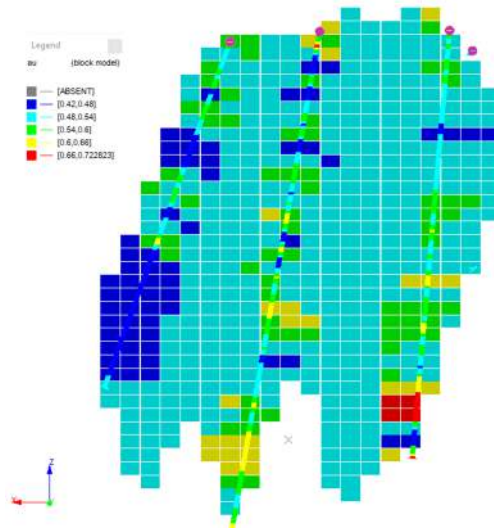 Legend
au (block model)
[ABSENT]
[0.42,0.48]
[0.48,0.54]
[0.54,0.6]
[0.6,0.66]
[0.66,0.722823]
Z
X